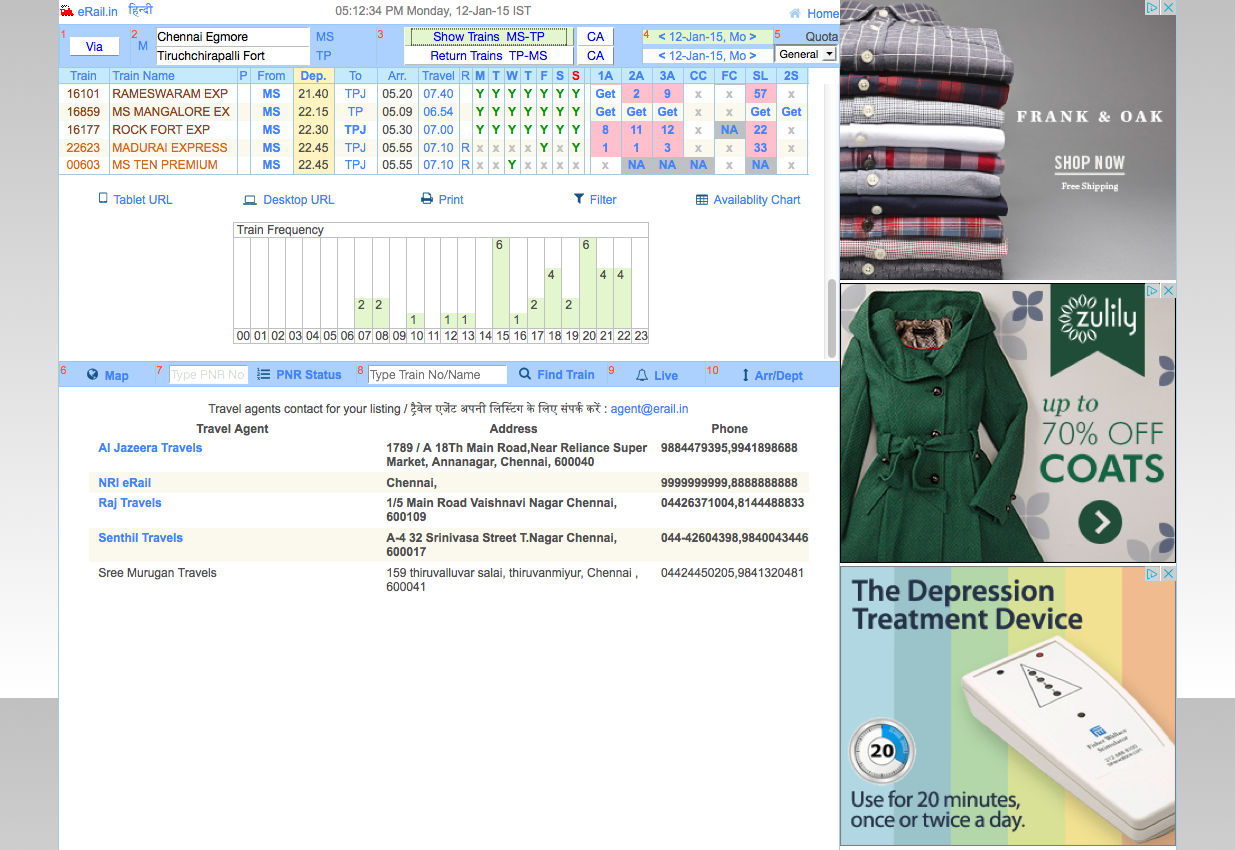 eRail.in हिन्दी 05:12:34 PM Monday, 12-Jan-15 IST Home
1 Via 2 M Chennai Egmore MS 3 Show Trains MS-TP CA 4 < 12-Jan-15, Mo > 5 Quota
Tiruchchirapalli Fort TP Return Trains TP-MS CA < 12-Jan-15, Mo > General
Train Train Name P From Dep. To Arr. Travel R M T W T F S S 1A 2A 3A CC FC SL 2S
16101 RAMESWARAM EXP MS 21.40 TPJ 05.20 07.40 Y Y Y Y Y Y Y Get 2 9 x x 57 x
16859 MS MANGALORE EX MS 22.15 TP 05.09 06.54 Y Y Y Y Y Y Y Get Get Get x x Get Get
16177 ROCK FORT EXP MS 22.30 TPJ 05.30 07.00 Y Y Y Y Y Y Y 8 11 12 x NA 22 x
22623 MADURAI EXPRESS MS 22.45 TPJ 05.55 07.10 R x x x x Y x Y 1 1 3 x x 33 x
00603 MS TEN PREMIUM MS 22.45 TPJ 05.55 07.10 R x x Y x x x x x NA NA NA x NA x
Tablet URL Desktop URL Print Filter Availablity Chart
Train Frequency
6 6
4 4 4
2 2 2 2
1 1 1 1
00 01 02 03 04 05 06 07 08 09 10 11 12 13 14 15 16 17 18 19 20 21 22 23
6 Map 7 Type PNR No PNR Status 8 Type Train No/Name Find Train 9 Live 10 Arr/Dept
Travel agents contact for your listing / ट्रैवेल एजेंट अपनी लिस्टिंग के लिए संपर्क करें : agent@erail.in
Travel Agent Address Phone
Al Jazeera Travels 1789 / A 18Th Main Road,Near Reliance Super 9884479395,9941898688
Market, Annanagar, Chennai, 600040
NRI eRail Chennai, 9999999999,8888888888
Raj Travels 1/5 Main Road Vaishnavi Nagar Chennai, 04426371004,8144488833
600109
Senthil Travels A-4 32 Srinivasa Street T.Nagar Chennai, 044-42604398,9840043446
600017
Sree Murugan Travels 159 thiruvalluvar salai, thiruvanmiyur, Chennai , 04424450205,9841320481
600041
FRANK & OAK
SHOP NOW
Free Shipping
zulily
up to
70% OFF
COATS
The Depression
Treatment Device
Fisher Wallace
Stimulator
20
Use for 20 minutes,
once or twice a day.